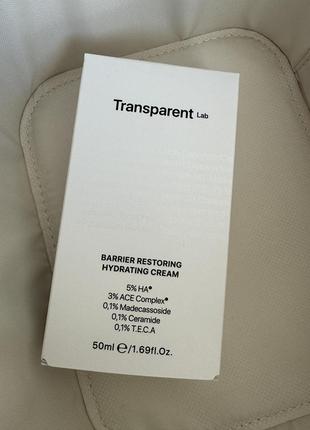 Transparent Lab
BARRIER RESTORING
HYDRATING CREAM
5% HA°
3% ACE Complex°
0,1% Madecassoside
0,1% Ceramide
0,1% T.E.C.A
50ml ℮/1.69fl.Oz.